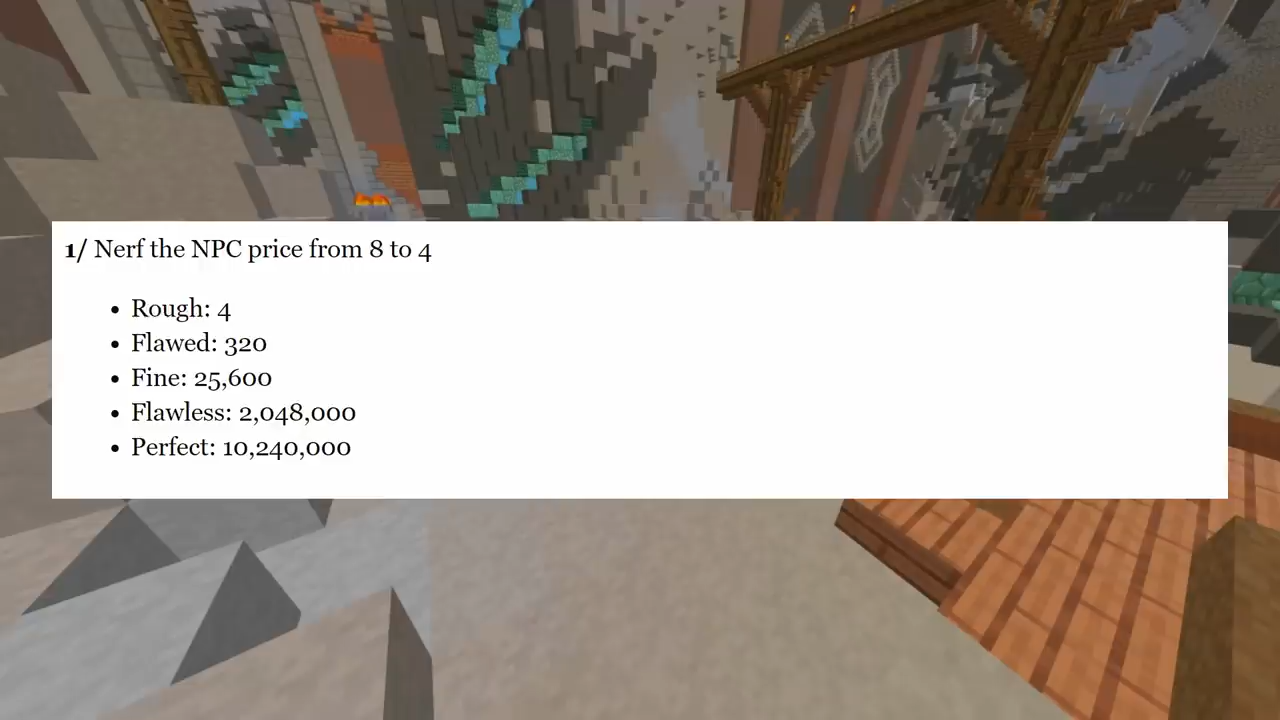 1/ Nerf the NPC price from 8 to 4
• Rough: 4
• Flawed: 320
• Fine: 25,600
• Flawless: 2,048,000
• Perfect: 10,240,000